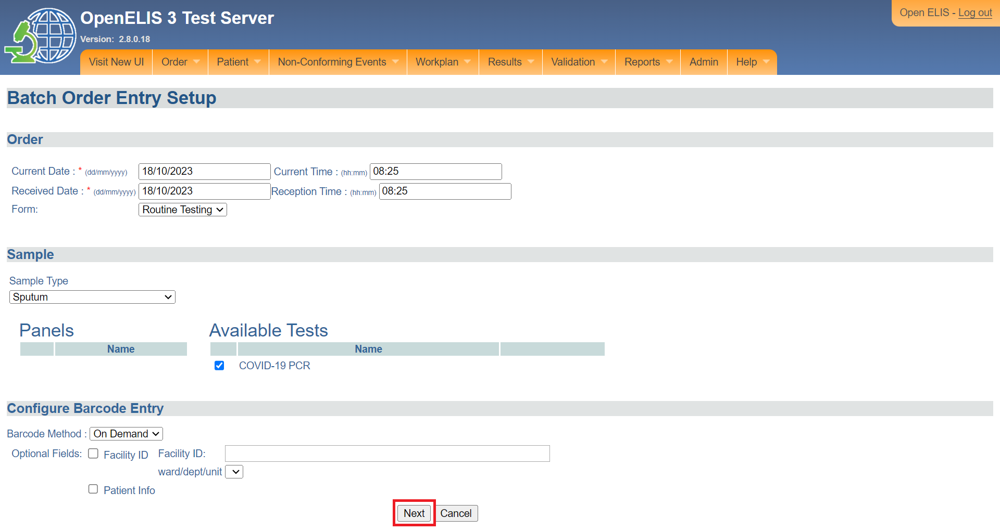 OpenELIS 3 Test Server
Open ELIS - Log out
Version: 2.8.0.18
Visit New UI Order Patient Non-Conforming Events Workplan Results Validation Reports Admin Help
Batch Order Entry Setup
Order
Current Date : * (dd/mm/yyyy) 18/10/2023 Current Time : (hh:mm) 08:25
Received Date : * (dd/mm/yyyy) 18/10/2023 Reception Time : (hh:mm) 08:25
Form: Routine Testing
Sample
Sample Type
Sputum
Panels Available Tests
Name Name
COVID-19 PCR
Configure Barcode Entry
Barcode Method : On Demand
Optional Fields: Facility ID Facility ID:
ward/dept/unit
Patient Info
Next Cancel